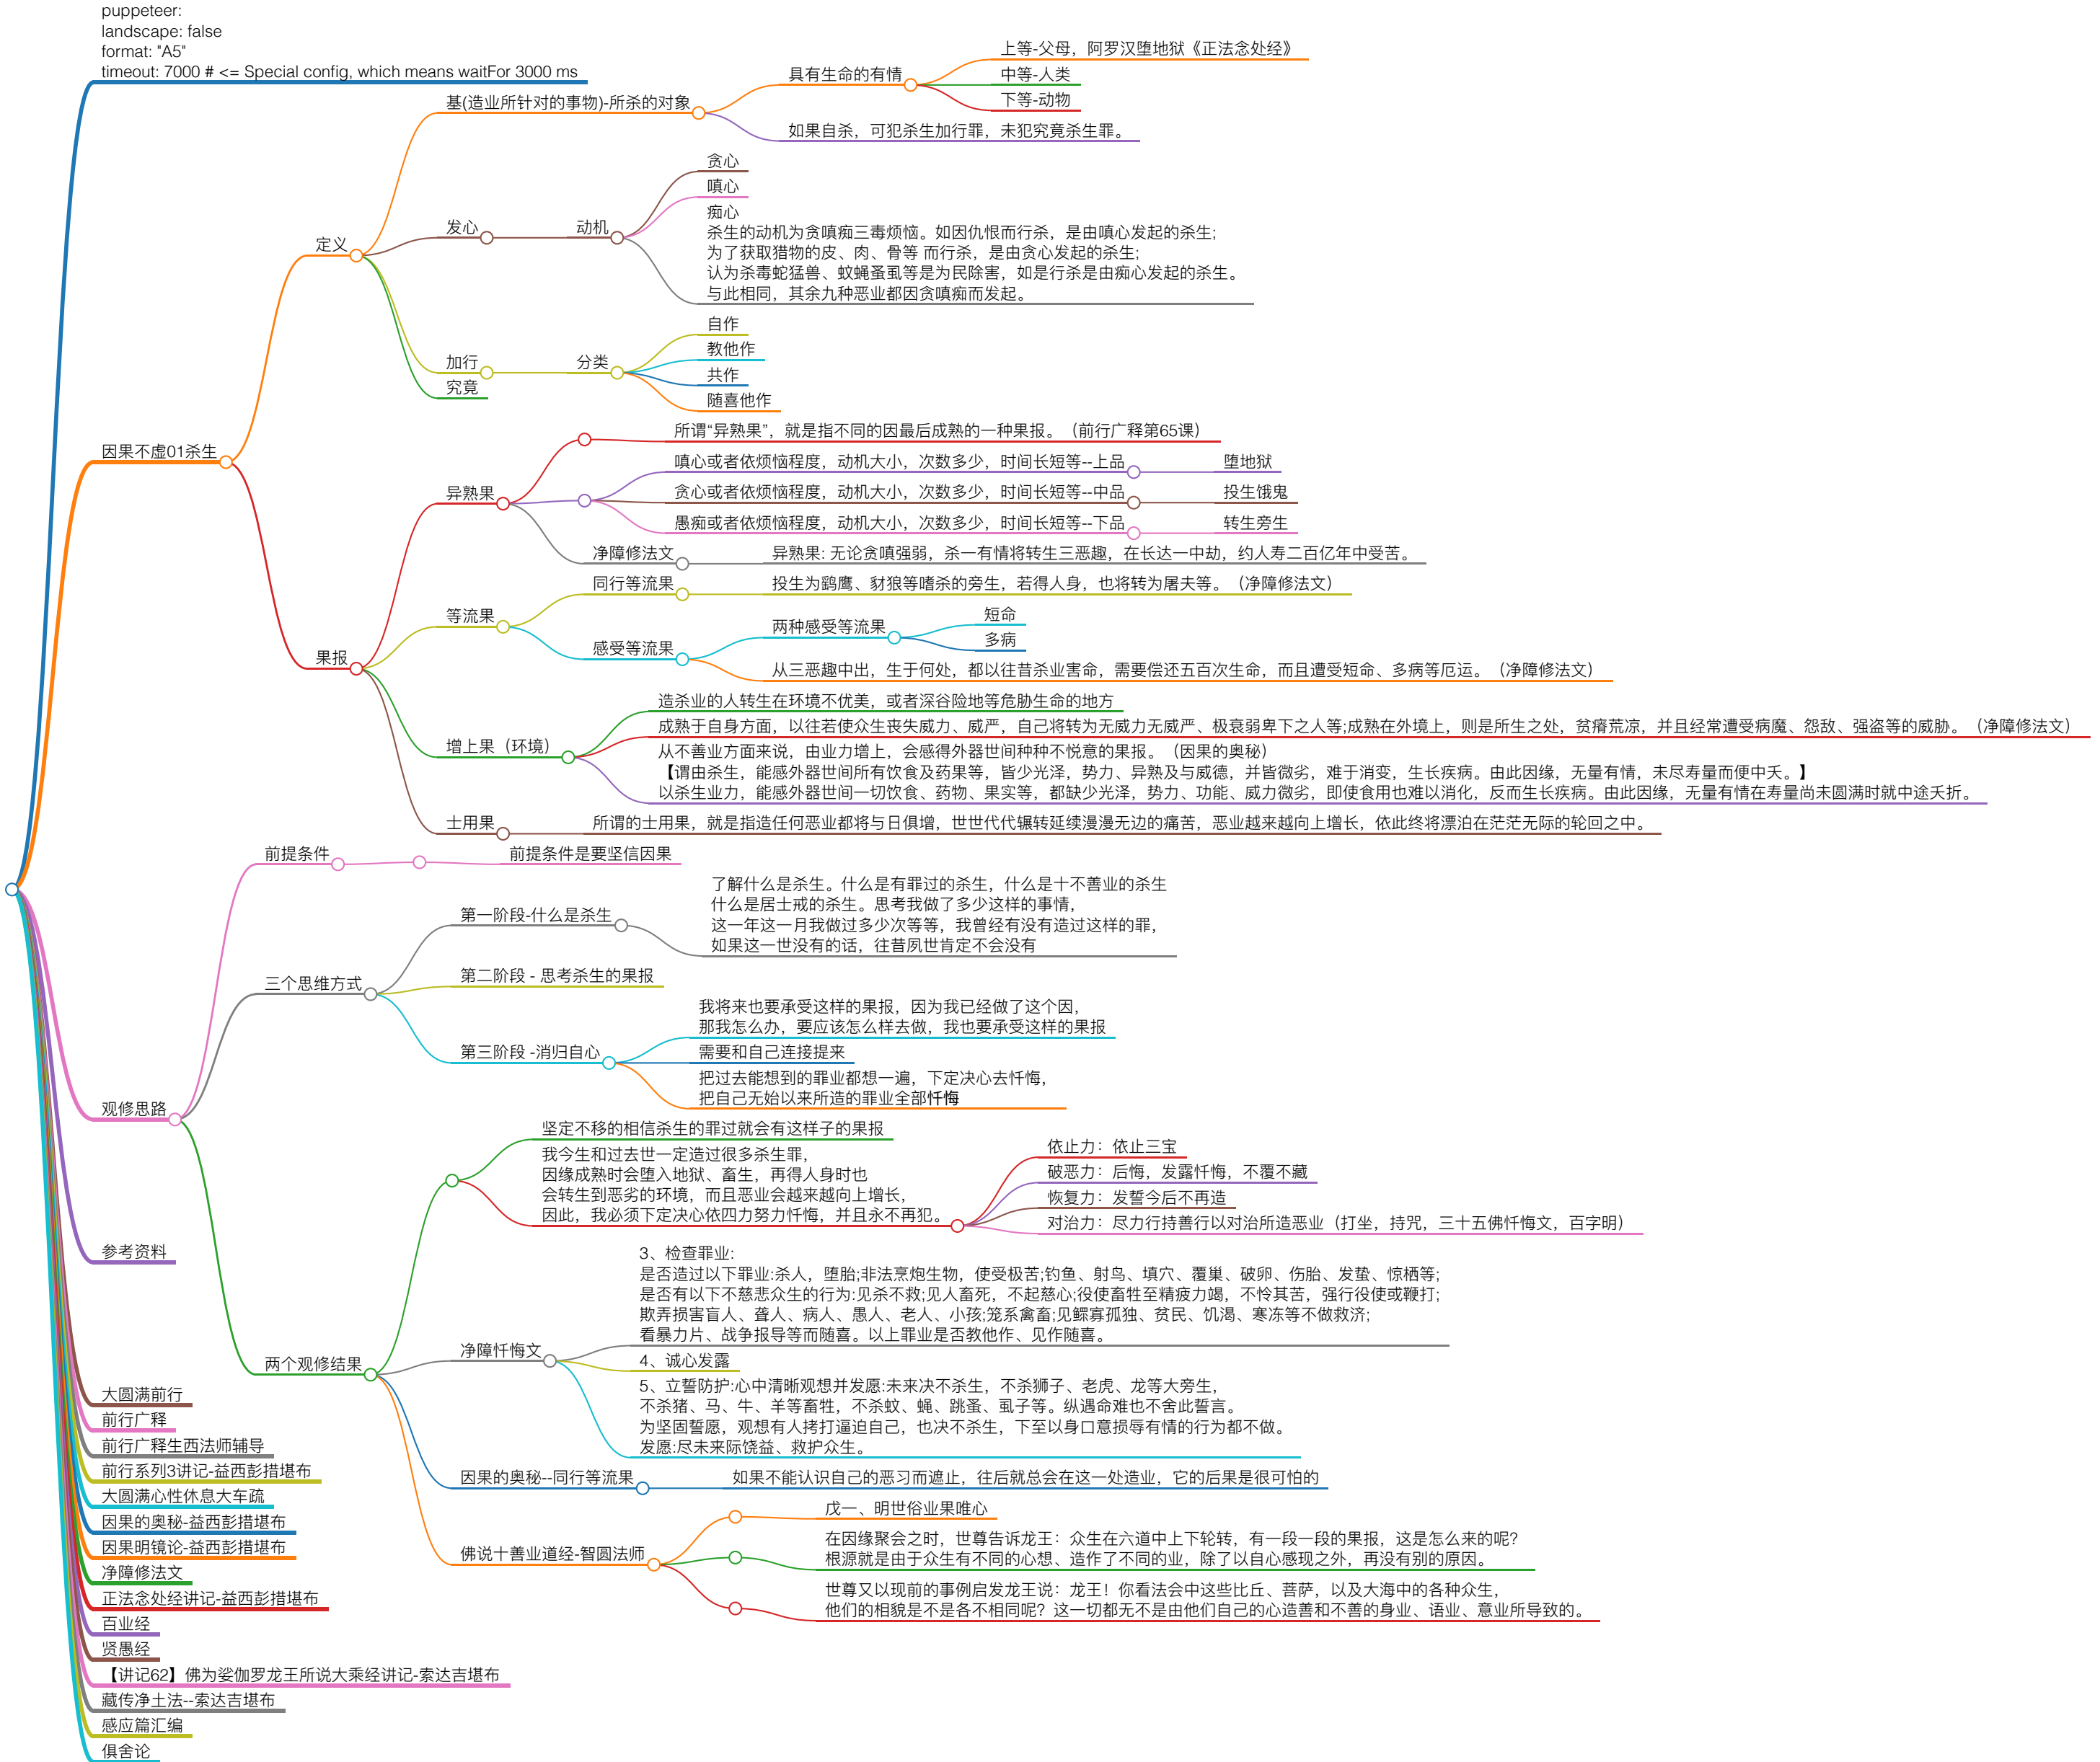 puppeteer:
landscape: false
format: "A5"
timeout: 7000 # <= Special config, which means waitFor 3000 ms
因果不虚01杀生
定义
基(造业所针对的事物)-所杀的对象
具有生命的有情
上等-父母，阿罗汉堕地狱《正法念处经》
中等-人类
下等-动物
如果自杀，可犯杀生加行罪，未犯究竟杀生罪。
发心
动机
贪心
嗔心
痴心
杀生的动机为贪嗔痴三毒烦恼。如因仇恨而行杀，是由嗔心发起的杀生;
为了获取猎物的皮、肉、骨等 而行杀，是由贪心发起的杀生;
认为杀毒蛇猛兽、蚊蝇蚤虱等是为民除害，如是行杀是由痴心发起的杀生。
与此相同，其余九种恶业都因贪嗔痴而发起。
加行
分类
自作
教他作
共作
随喜他作
究竟
果报
异熟果
所谓“异熟果”，就是指不同的因最后成熟的一种果报。（前行广释第65课）
嗔心或者依烦恼程度，动机大小，次数多少，时间长短等--上品
堕地狱
贪心或者依烦恼程度，动机大小，次数多少，时间长短等--中品
投生饿鬼
愚痴或者依烦恼程度，动机大小，次数多少，时间长短等--下品
转生旁生
净障修法文
异熟果: 无论贪嗔强弱，杀一有情将转生三恶趣，在长达一中劫，约人寿二百亿年中受苦。
等流果
同行等流果
投生为鹞鹰、豺狼等嗜杀的旁生，若得人身，也将转为屠夫等。（净障修法文）
感受等流果
两种感受等流果
短命
多病
从三恶趣中出，生于何处，都以往昔杀业害命，需要偿还五百次生命，而且遭受短命、多病等厄运。（净障修法文）
增上果（环境）
造杀业的人转生在环境不优美，或者深谷险地等危胁生命的地方
成熟于自身方面，以往若使众生丧失威力、威严，自己将转为无威力无威严、极衰弱卑下之人等;成熟在外境上，则是所生之处，贫瘠荒凉，并且经常遭受病魔、怨敌、强盗等的威胁。（净障修法文）
从不善业方面来说，由业力增上，会感得外器世间种种不悦意的果报。（因果的奥秘）
【谓由杀生，能感外器世间所有饮食及药果等，皆少光泽，势力、异熟及与威德，并皆微劣，难于消变，生长疾病。由此因缘，无量有情，未尽寿量而便中夭。】
以杀生业力，能感外器世间一切饮食、药物、果实等，都缺少光泽，势力、功能、威力微劣，即使食用也难以消化，反而生长疾病。由此因缘，无量有情在寿量尚未圆满时就中途夭折。
士用果
所谓的士用果，就是指造任何恶业都将与日俱增，世世代代辗转延续漫漫无边的痛苦，恶业越来越向上增长，依此终将漂泊在茫茫无际的轮回之中。
观修思路
前提条件
前提条件是要坚信因果
三个思维方式
第一阶段-什么是杀生
了解什么是杀生。什么是有罪过的杀生，什么是十不善业的杀生
什么是居士戒的杀生。思考我做了多少这样的事情，
这一年这一月我做过多少次等等，我曾经有没有造过这样的罪，
如果这一世没有的话，往昔夙世肯定不会没有
第二阶段 - 思考杀生的果报
第三阶段 -消归自心
我将来也要承受这样的果报，因为我已经做了这个因，
那我怎么办，要应该怎么样去做，我也要承受这样的果报
需要和自己连接提来
把过去能想到的罪业都想一遍，下定决心去忏悔，
把自己无始以来所造的罪业全部忏悔
两个观修结果
坚定不移的相信杀生的罪过就会有这样子的果报
我今生和过去世一定造过很多杀生罪，
因缘成熟时会堕入地狱、畜生，再得人身时也
会转生到恶劣的环境，而且恶业会越来越向上增长，
因此，我必须下定决心依四力努力忏悔，并且永不再犯。
依止力：依止三宝
破恶力：后悔，发露忏悔，不覆不藏
恢复力：发誓今后不再造
对治力：尽力行持善行以对治所造恶业（打坐，持咒，三十五佛忏悔文，百字明）
净障忏悔文
3、检查罪业:
是否造过以下罪业:杀人，堕胎;非法烹炮生物，使受极苦;钓鱼、射鸟、填穴、覆巢、破卵、伤胎、发蛰、惊栖等;
是否有以下不慈悲众生的行为:见杀不救;见人畜死，不起慈心;役使畜牲至精疲力竭，不怜其苦，强行役使或鞭打;
欺弄损害盲人、聋人、病人、愚人、老人、小孩;笼系禽畜;见鳏寡孤独、贫民、饥渴、寒冻等不做救济;
看暴力片、战争报导等而随喜。以上罪业是否教他作、见作随喜。
4、诚心发露
5、立誓防护:心中清晰观想并发愿:未来决不杀生，不杀狮子、老虎、龙等大旁生，
不杀猪、马、牛、羊等畜牲，不杀蚊、蝇、跳蚤、虱子等。纵遇命难也不舍此誓言。
为坚固誓愿，观想有人拷打逼迫自己，也决不杀生，下至以身口意损辱有情的行为都不做。
发愿:尽未来际饶益、救护众生。
因果的奥秘--同行等流果
如果不能认识自己的恶习而遮止，往后就总会在这一处造业，它的后果是很可怕的
佛说十善业道经-智圆法师
戊一、明世俗业果唯心
在因缘聚会之时，世尊告诉龙王：众生在六道中上下轮转，有一段一段的果报，这是怎么来的呢？
根源就是由于众生有不同的心想、造作了不同的业，除了以自心感现之外，再没有别的原因。
世尊又以现前的事例启发龙王说：龙王！你看法会中这些比丘、菩萨，以及大海中的各种众生，
他们的相貌是不是各不相同呢？这一切都无不是由他们自己的心造善和不善的身业、语业、意业所导致的。
参考资料
大圆满前行
前行广释
前行广释生西法师辅导
前行系列3讲记-益西彭措堪布
大圆满心性休息大车疏
因果的奥秘-益西彭措堪布
因果明镜论-益西彭措堪布
净障修法文
正法念处经讲记-益西彭措堪布
百业经
贤愚经
【讲记62】佛为娑伽罗龙王所说大乘经讲记-索达吉堪布
藏传净土法--索达吉堪布
感应篇汇编
俱舍论